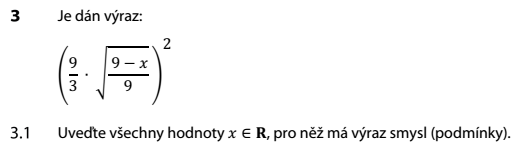 3 Je dán výraz:
(9/3 · √((9 − x)/9))²
3.1 Uveďte všechny hodnoty x ∈ R, pro něž má výraz smysl (podmínky).